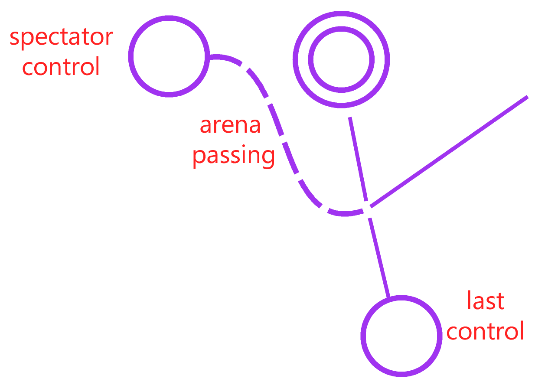 spectator
control
arena
passing
last
control